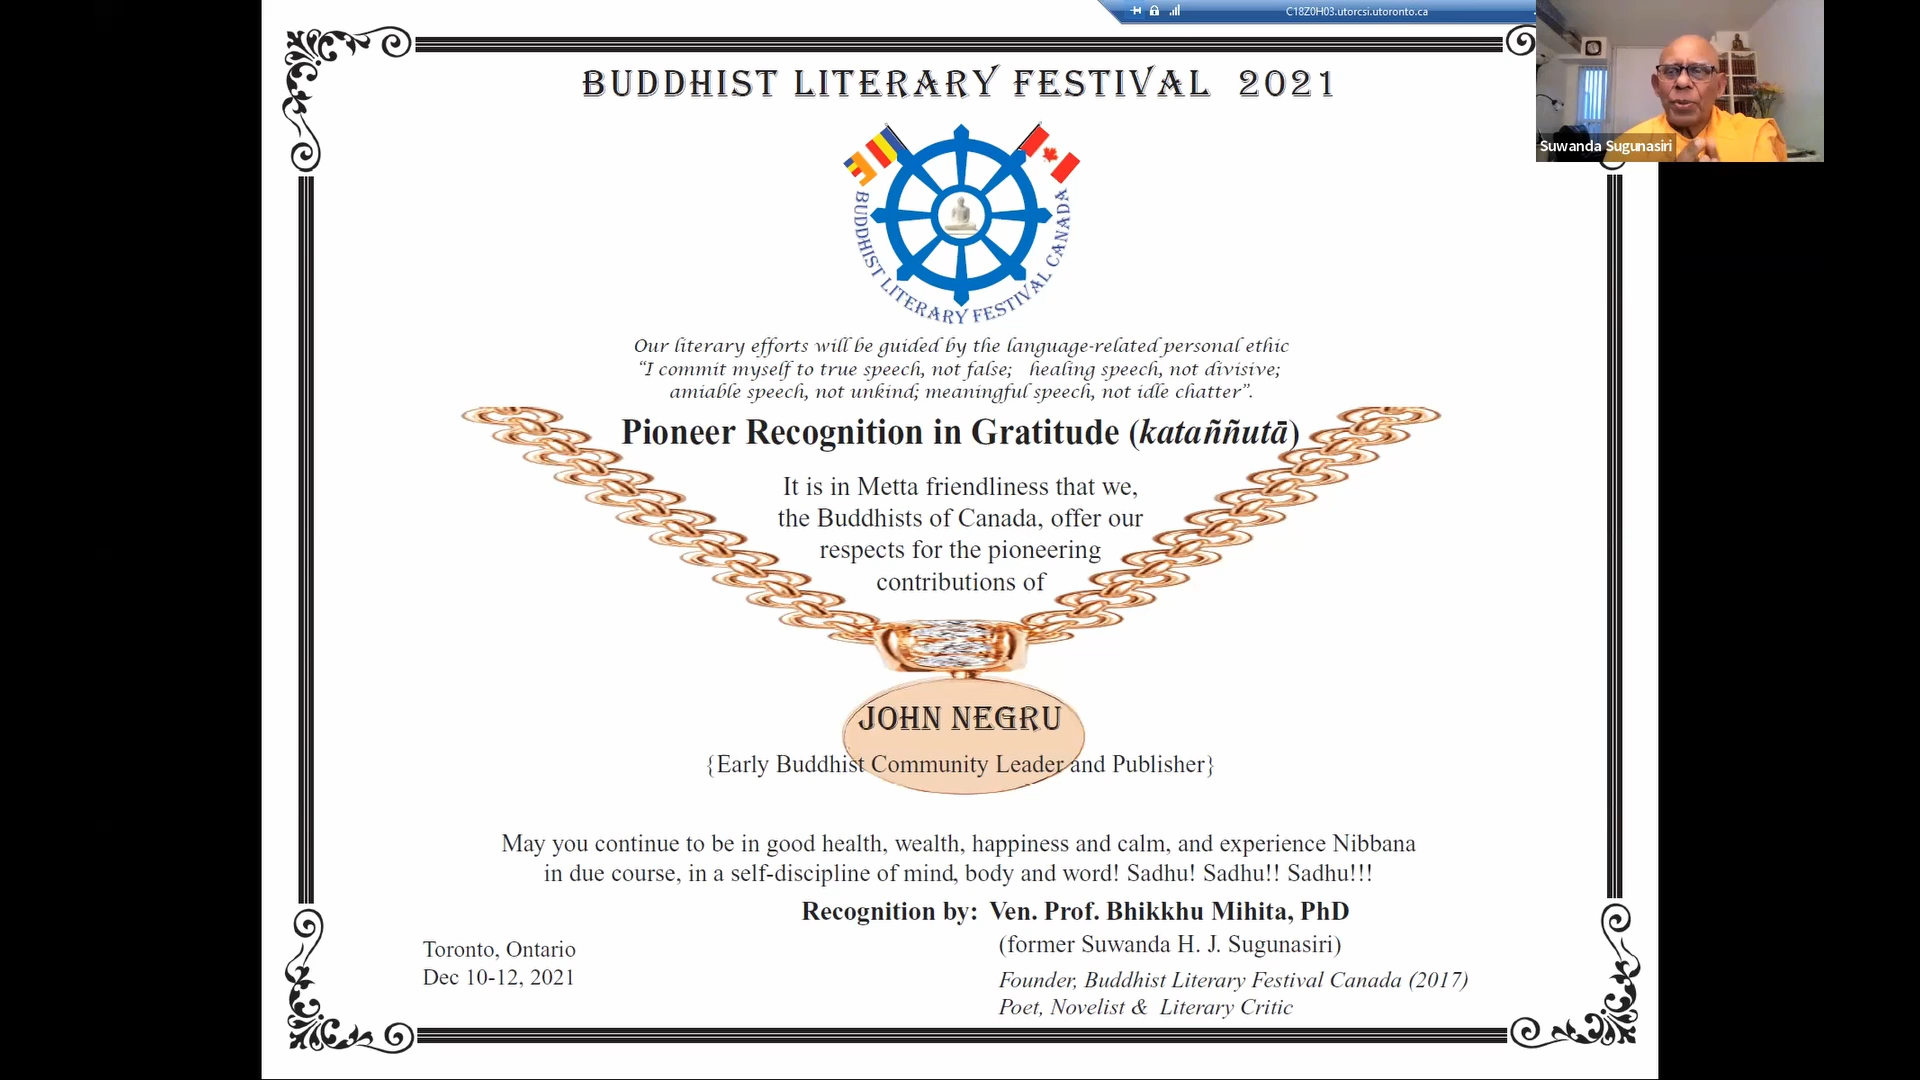 C18Z0H03.utorcsi.utoronto.ca
Suwanda Sugunasiri
BUDDHIST LITERARY FESTIVAL 2021
BUDDHIST LITERARY FESTIVAL CANADA
Our literary efforts will be guided by the language-related personal ethic
“I commit myself to true speech, not false; healing speech, not divisive;
amiable speech, not unkind; meaningful speech, not idle chatter”.
Pioneer Recognition in Gratitude (kataññutā)
It is in Metta friendliness that we,
the Buddhists of Canada, offer our
respects for the pioneering
contributions of
JOHN NEGRU
{Early Buddhist Community Leader and Publisher}
May you continue to be in good health, wealth, happiness and calm, and experience Nibbana
in due course, in a self-discipline of mind, body and word! Sadhu! Sadhu!! Sadhu!!!
Recognition by: Ven. Prof. Bhikkhu Mihita, PhD
(former Suwanda H. J. Sugunasiri)
Founder, Buddhist Literary Festival Canada (2017)
Poet, Novelist & Literary Critic
Toronto, Ontario
Dec 10-12, 2021